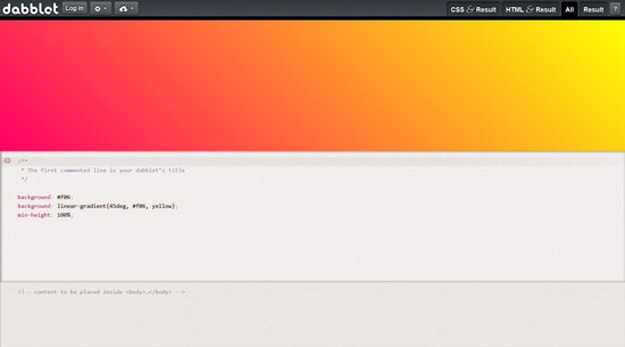 dabblet Log in CSS & Result HTML & Result All Result ?
/**
* The first commented line is your dabblet's title
*/
background: #f06;
background: linear-gradient(45deg, #f06, yellow);
min-height: 100%;
<!-- content to be placed inside <body>…</body> -->